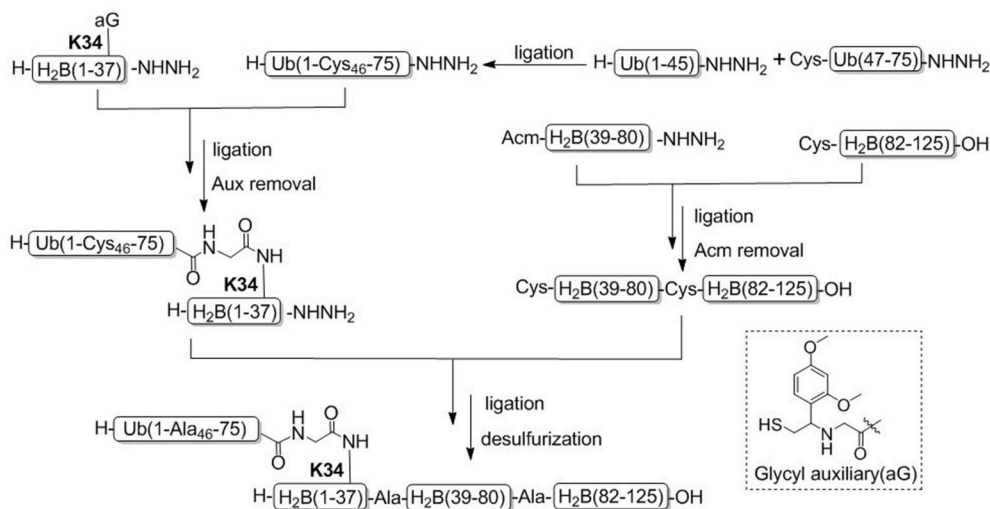 aG
K34
H-H₂B(1-37)-NHNH₂
Ub(1-Cys₄₆-75)-NHNH₂
ligation
H-Ub(1-45)-NHNH₂ + Cys-Ub(47-75)-NHNH₂
Acm-H₂B(39-80)-NHNH₂
Cys-H₂B(82-125)-OH
ligation
Aux removal
ligation
Acm removal
H-Ub(1-Cys₄₆-75)
H
N
O
O
NH
K34
H-H₂B(1-37)-NHNH₂
Cys-H₂B(39-80)-Cys-H₂B(82-125)-OH
ligation
desulfurization
H-Ub(1-Ala₄₆-75)
H
N
O
O
NH
K34
H-H₂B(1-37)-Ala-H₂B(39-80)-Ala-H₂B(82-125)-OH
O
O
HS
N
H
O
Glycyl auxiliary(aG)